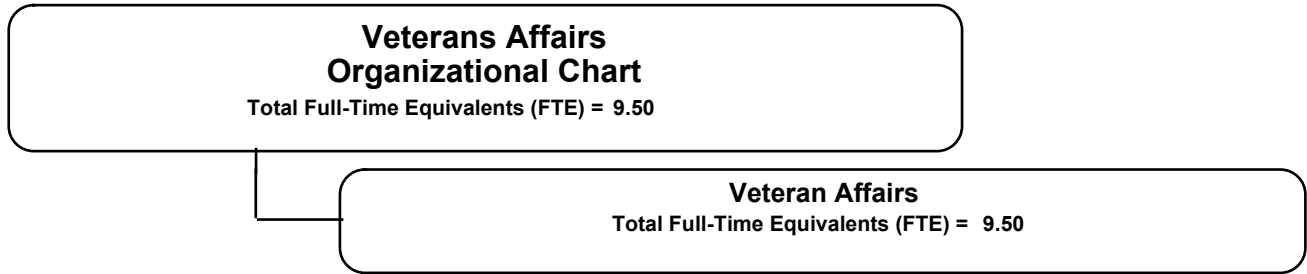 Veterans Affairs
Organizational Chart
Total Full-Time Equivalents (FTE) = 9.50
Veteran Affairs
Total Full-Time Equivalents (FTE) = 9.50